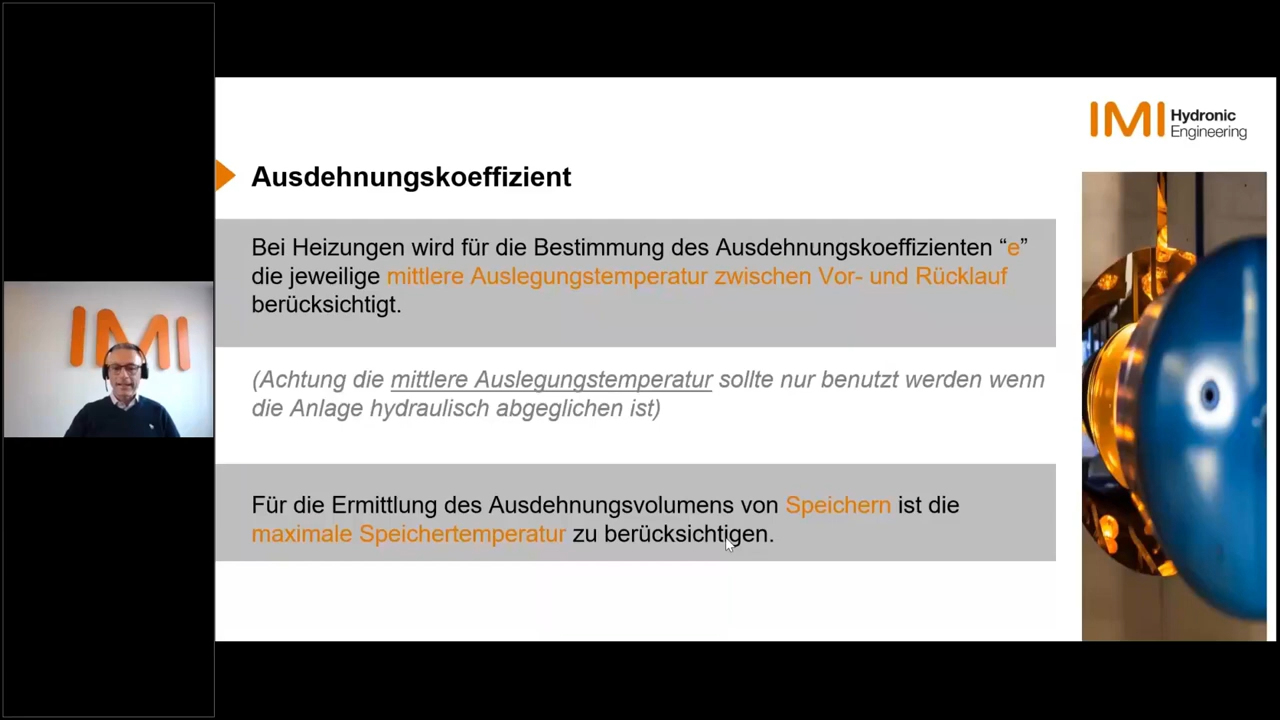 IMI Hydronic
Engineering
Ausdehnungskoeffizient
Bei Heizungen wird für die Bestimmung des Ausdehnungskoeffizienten “e”
die jeweilige mittlere Auslegungstemperatur zwischen Vor- und Rücklauf
berücksichtigt.
(Achtung die mittlere Auslegungstemperatur sollte nur benutzt werden wenn
die Anlage hydraulisch abgeglichen ist)
Für die Ermittlung des Ausdehnungsvolumens von Speichern ist die
maximale Speichertemperatur zu berücksichtigen.
IMI